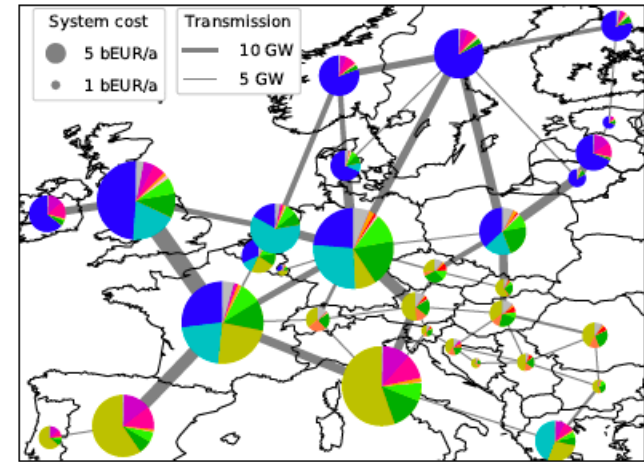 System cost
5 bEUR/a
1 bEUR/a
Transmission
10 GW
5 GW